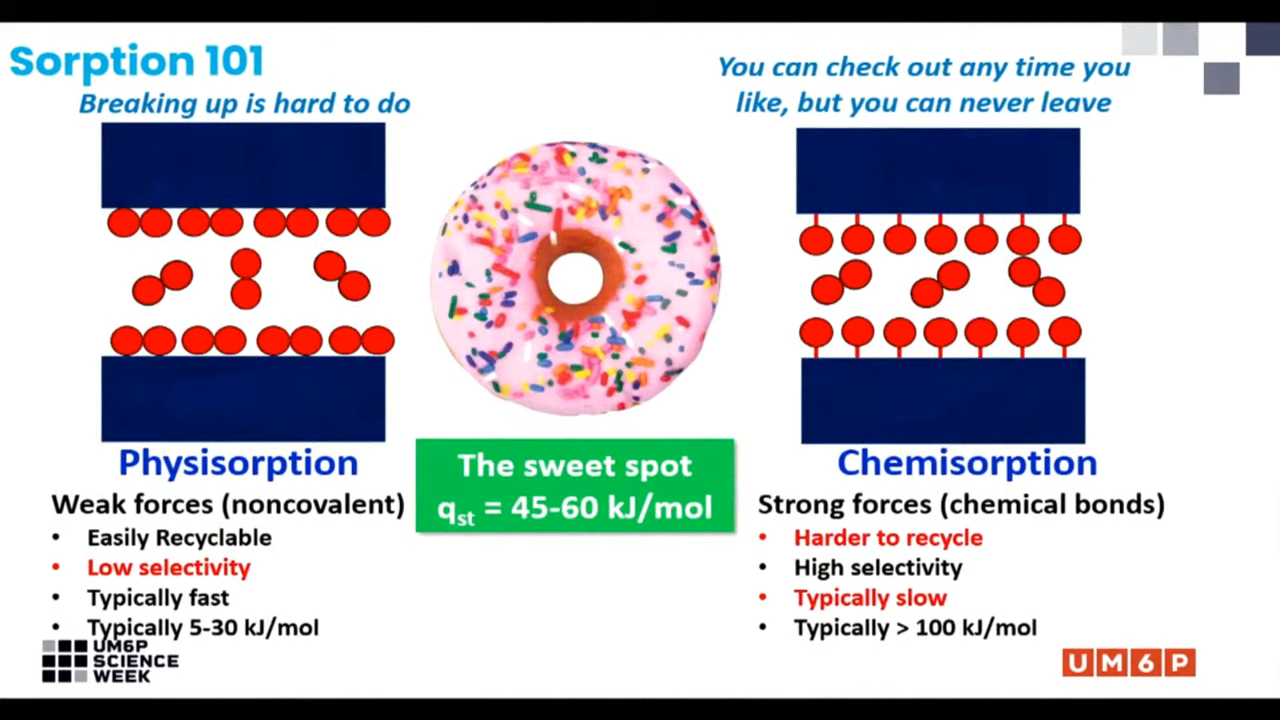 Sorption 101
Breaking up is hard to do
You can check out any time you
like, but you can never leave
Physisorption
Weak forces (noncovalent)
• Easily Recyclable
• Low selectivity
• Typically fast
• Typically 5-30 kJ/mol
The sweet spot
qst = 45-60 kJ/mol
Chemisorption
Strong forces (chemical bonds)
• Harder to recycle
• High selectivity
• Typically slow
• Typically > 100 kJ/mol
UM6P
SCIENCE
WEEK
UM6P